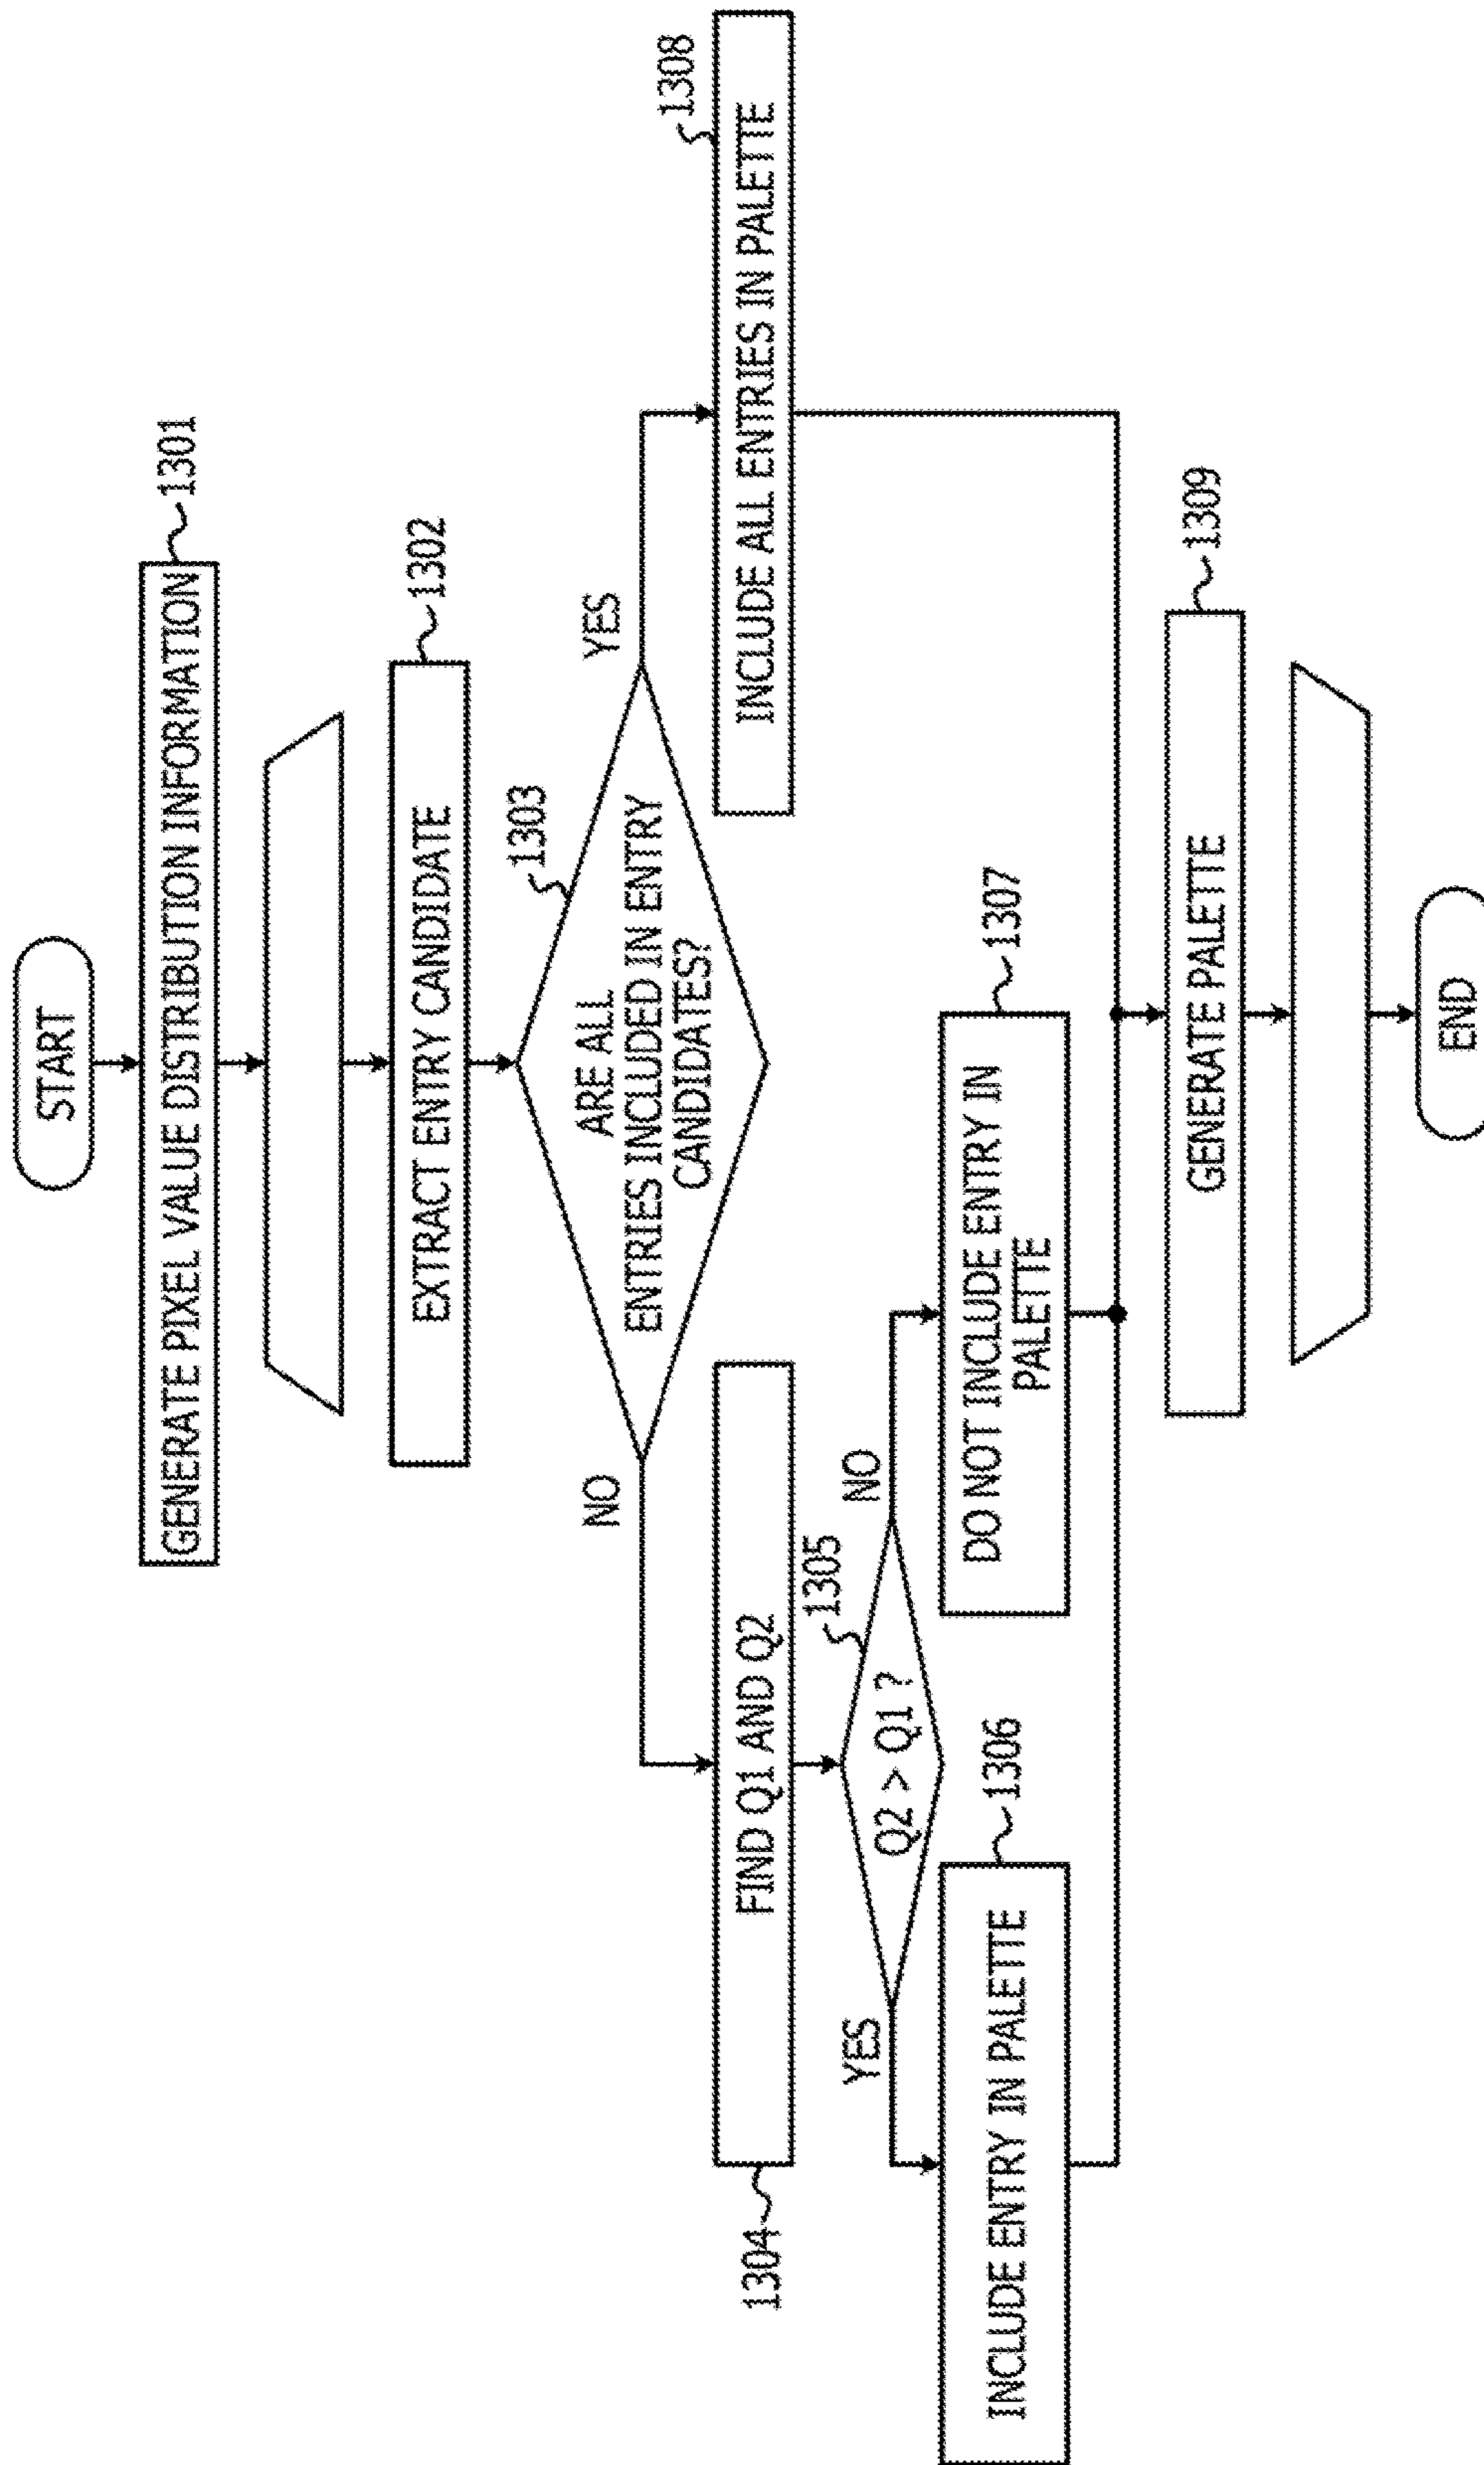 START
GENERATE PIXEL VALUE DISTRIBUTION INFORMATION
1301
EXTRACT ENTRY CANDIDATE
1302
1303
ARE ALL
ENTRIES INCLUDED IN ENTRY
CANDIDATES?
NO
YES
1304
FIND Q1 AND Q2
INCLUDE ALL ENTRIES IN PALETTE
1308
1305
Q2 > Q1 ?
YES
NO
INCLUDE ENTRY IN PALETTE
1306
DO NOT INCLUDE ENTRY IN
PALETTE
1307
GENERATE PALETTE
1309
END